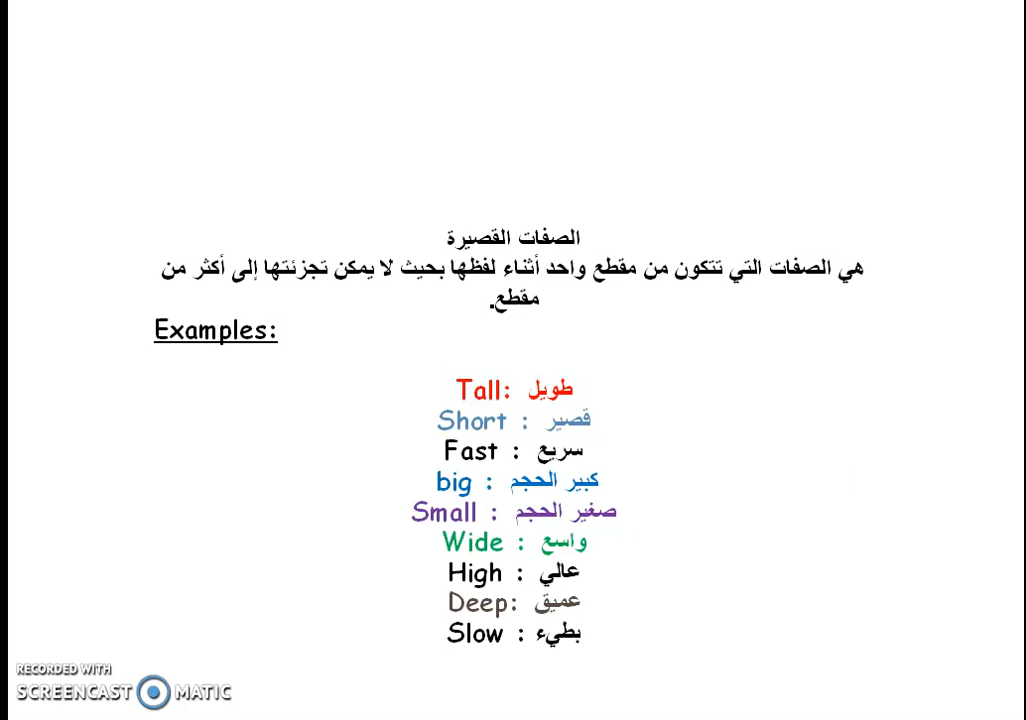 الصفات القصيرة
هي الصفات التي تتكون من مقطع واحد أثناء لفظها بحيث لا يمكن تجزئتها إلى أكثر من
مقطع.
Examples:
Tall: طويل
Short : قصير
Fast : سريع
big : كبير الحجم
Small : صغير الحجم
Wide : واسع
High : عالي
Deep: عميق
Slow : بطيء
RECORDED WITH
SCREENCAST MATIC